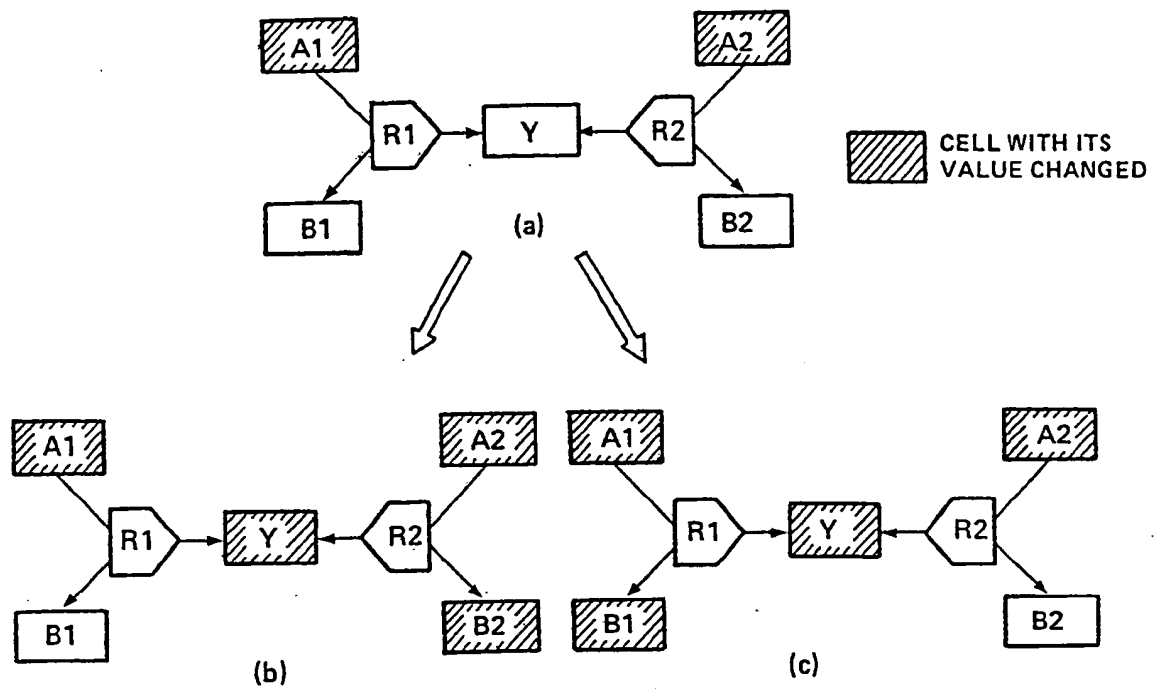 A1
A2
R1
Y
R2
CELL WITH ITS
VALUE CHANGED
B1
(a)
B2
A1
A2
A1
A2
R1
Y
R2
R1
Y
R2
B1
B2
B1
B2
(b)
(c)